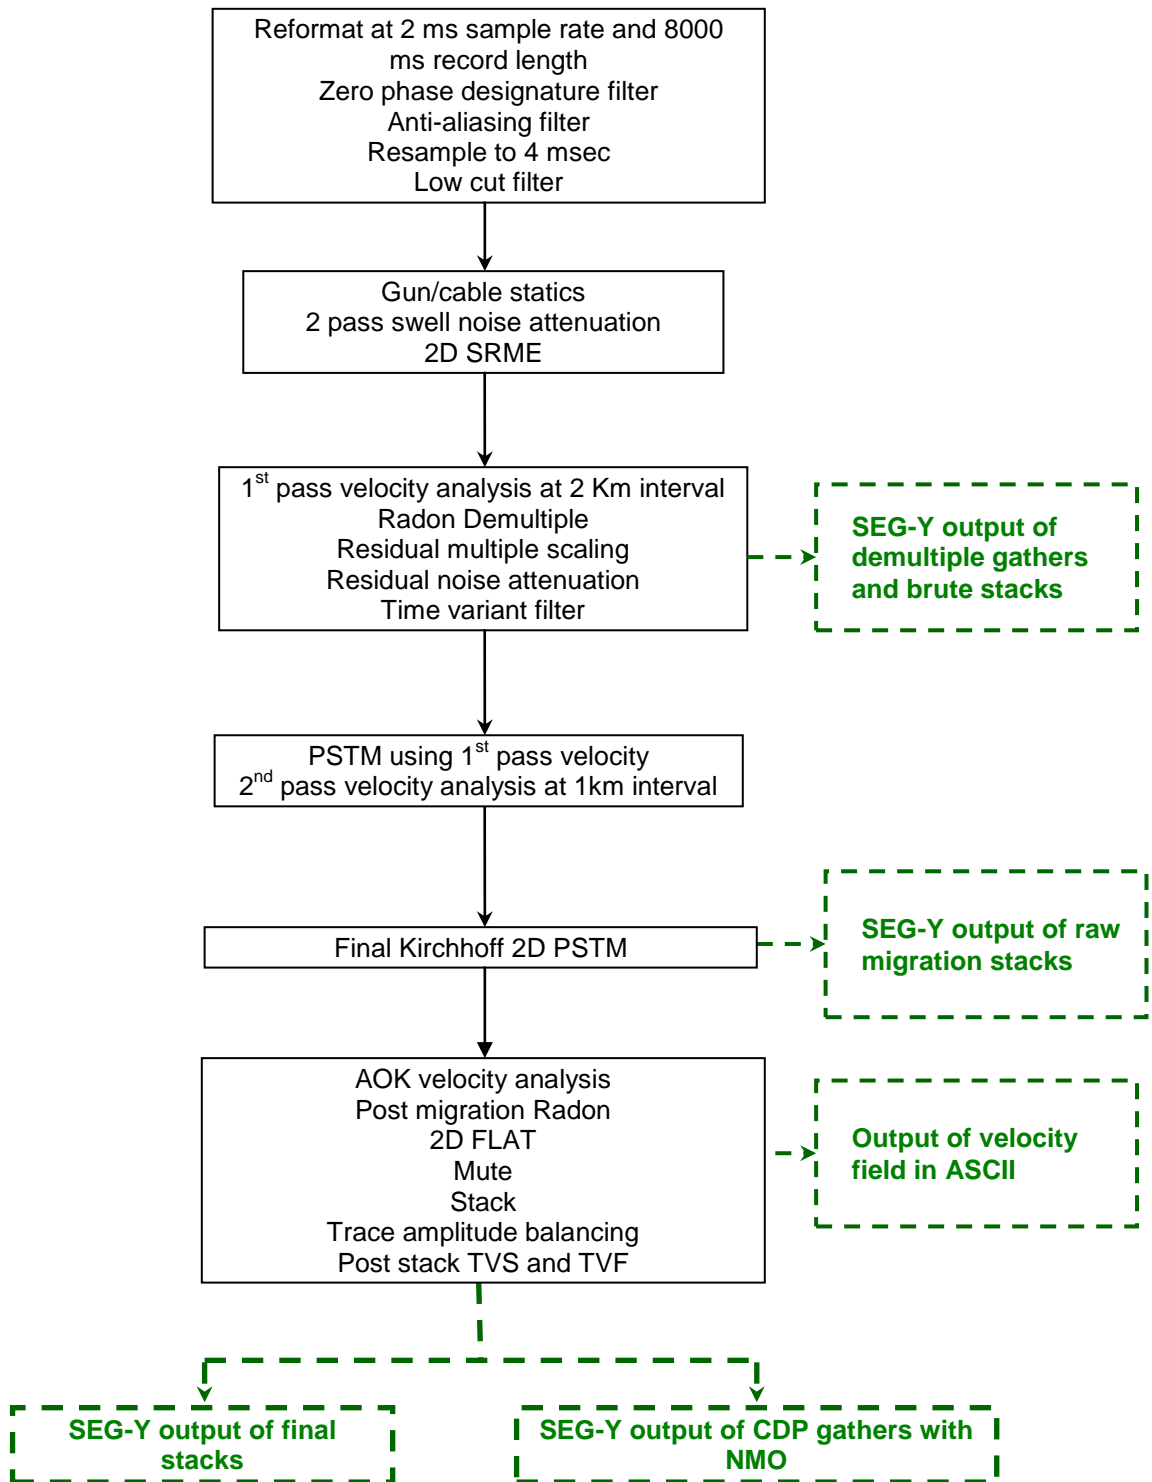 Reformat at 2 ms sample rate and 8000
ms record length
Zero phase designature filter
Anti-aliasing filter
Resample to 4 msec
Low cut filter
Gun/cable statics
2 pass swell noise attenuation
2D SRME
1st pass velocity analysis at 2 Km interval
Radon Demultiple
Residual multiple scaling
Residual noise attenuation
Time variant filter
SEG-Y output of
demultiple gathers
and brute stacks
PSTM using 1st pass velocity
2nd pass velocity analysis at 1km interval
Final Kirchhoff 2D PSTM
SEG-Y output of raw
migration stacks
AOK velocity analysis
Post migration Radon
2D FLAT
Mute
Stack
Trace amplitude balancing
Post stack TVS and TVF
Output of velocity
field in ASCII
SEG-Y output of final
stacks
SEG-Y output of CDP gathers with
NMO